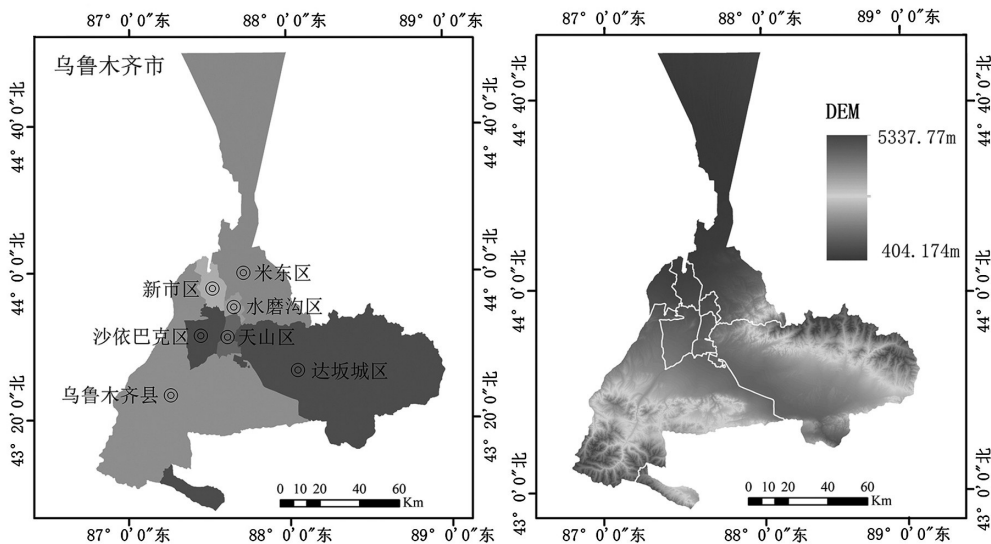 87° 0′0″东
88° 0′0″东
89° 0′0″东
乌鲁木齐市
44° 40′0″北
44° 40′0″北
44° 0′0″北
44° 0′0″北
43° 20′0″北
43° 20′0″北
米东区
新市区
水磨沟区
沙依巴克区
天山区
达坂城区
乌鲁木齐县
0 10 20 40 60
Km
87° 0′0″东
88° 0′0″东
89° 0′0″东
87° 0′0″东
88° 0′0″东
89° 0′0″东
44° 40′0″北
44° 40′0″北
DEM
5337.77m
404.174m
44° 0′0″北
44° 0′0″北
43° 20′0″北
43° 0′0″北
43° 0′0″北
0 10 20 40 60
Km
87° 0′0″东
88° 0′0″东
89° 0′0″东